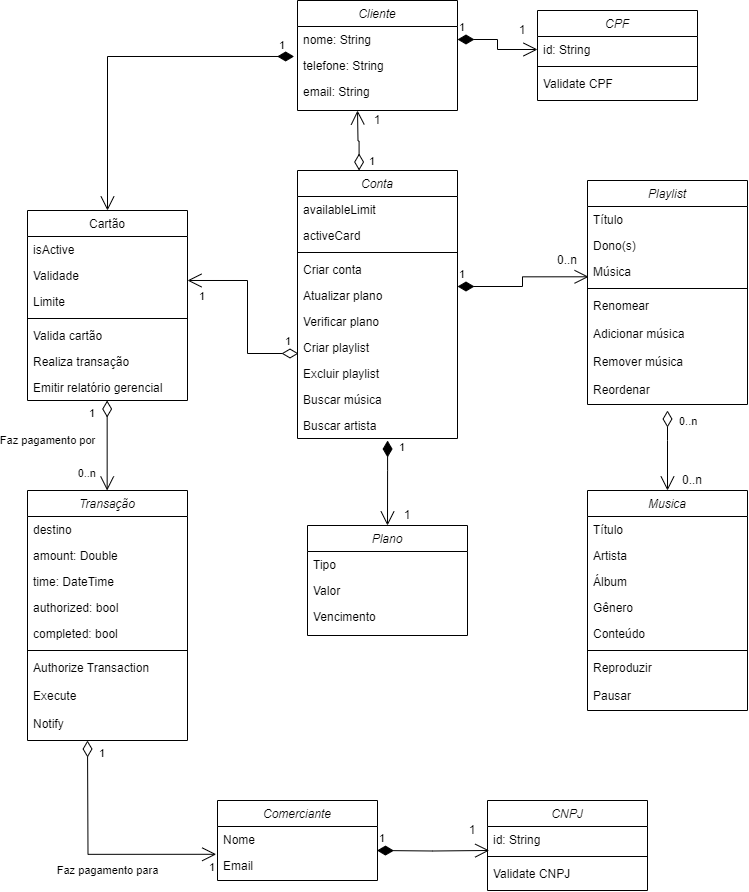 Cliente
nome: String
telefone: String
email: String
1
1
1
CPF
id: String
Validate CPF
1
1
Conta
availableLimit
activeCard
Criar conta
Atualizar plano
Verificar plano
Criar playlist
Excluir playlist
Buscar música
Buscar artista
1
0..n
Playlist
Título
Dono(s)
Música
Renomear
Adicionar música
Remover música
Reordenar
Cartão
isActive
Validade
Limite
Valida cartão
Realiza transação
Emitir relatório gerencial
1
1
1
Faz pagamento por
0..n
1
1
0..n
0..n
Transação
destino
amount: Double
time: DateTime
authorized: bool
completed: bool
Authorize Transaction
Execute
Notify
Plano
Tipo
Valor
Vencimento
Musica
Título
Artista
Álbum
Gênero
Conteúdo
Reproduzir
Pausar
1
Faz pagamento para
1
Comerciante
Nome
Email
1
1
CNPJ
id: String
Validate CNPJ